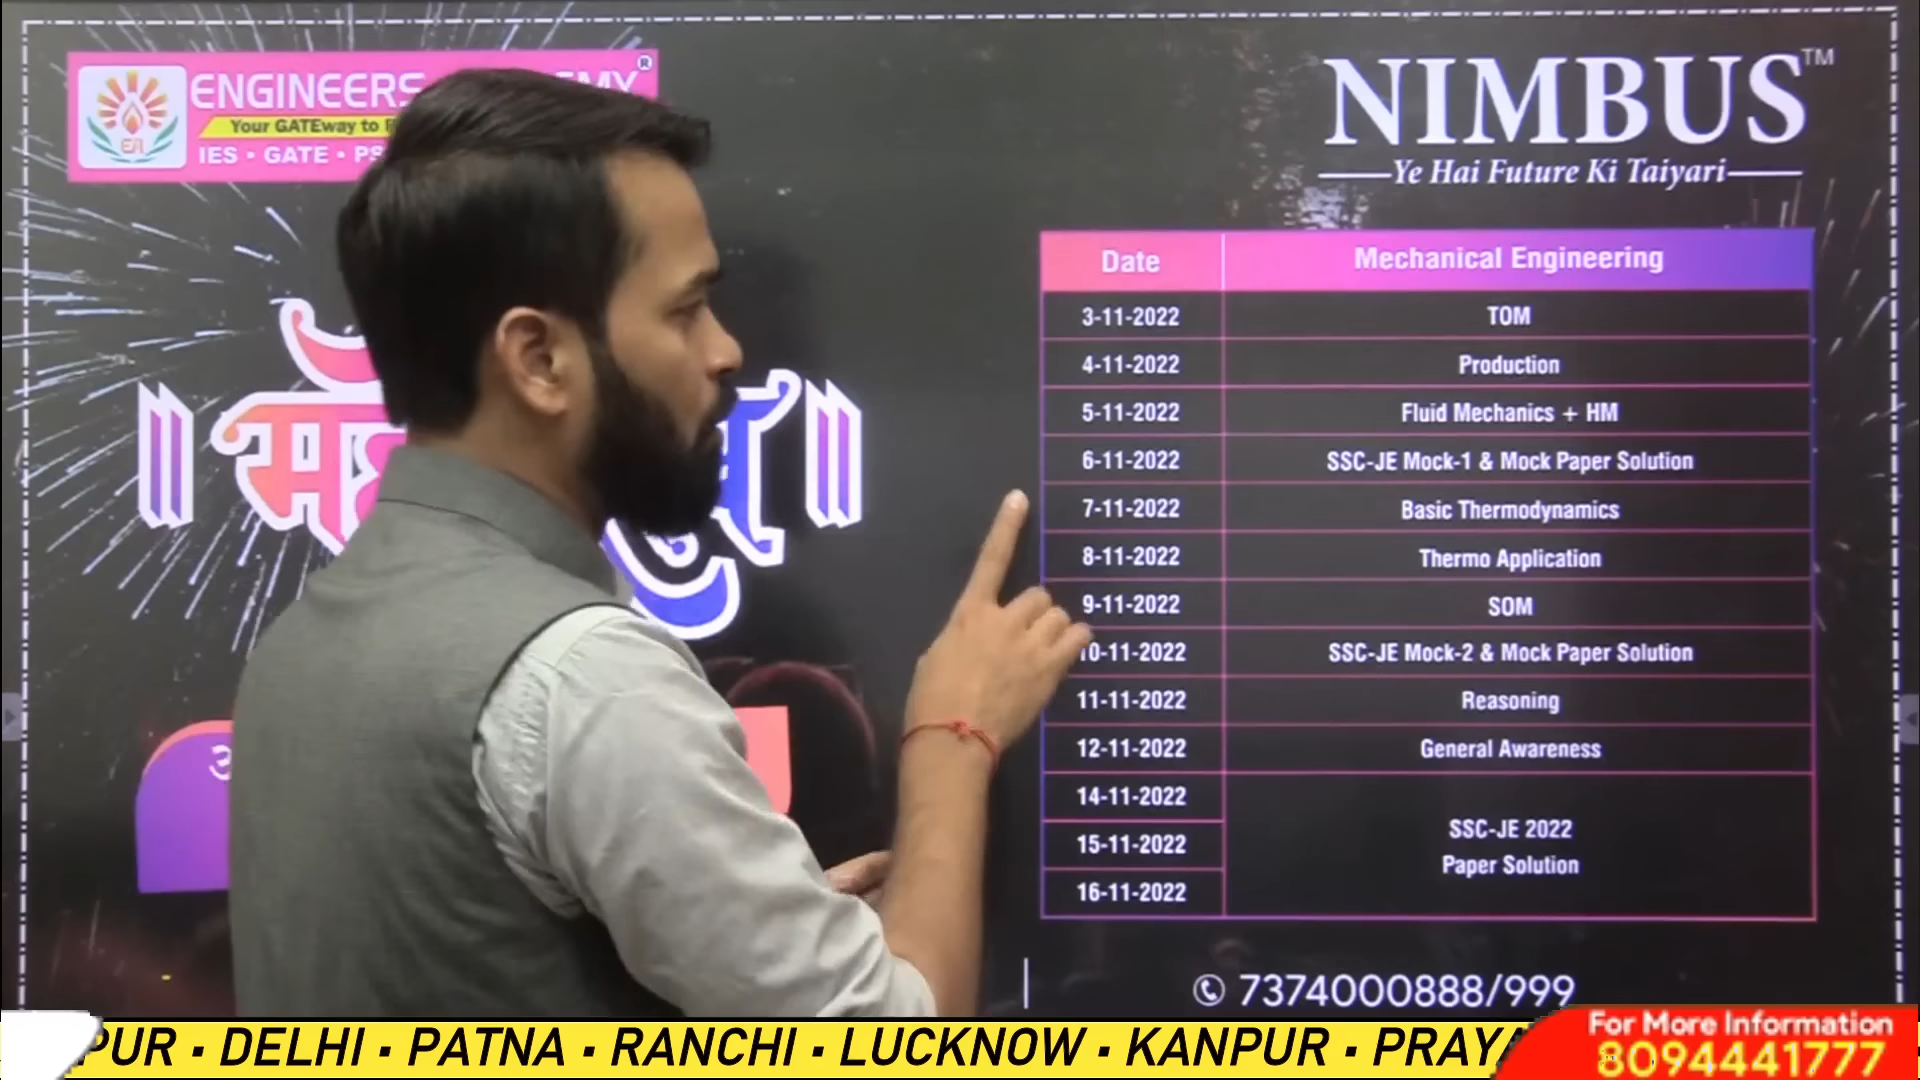 ENGINEERS
Your GATEway to
IES • GATE •
NIMBUS™
Ye Hai Future Ki Taiyari
Date Mechanical Engineering
3-11-2022 TOM
4-11-2022 Production
5-11-2022 Fluid Mechanics + HM
6-11-2022 SSC-JE Mock-1 & Mock Paper Solution
7-11-2022 Basic Thermodynamics
8-11-2022 Thermo Application
9-11-2022 SOM
10-11-2022 SSC-JE Mock-2 & Mock Paper Solution
11-11-2022 Reasoning
12-11-2022 General Awareness
14-11-2022
15-11-2022
16-11-2022
SSC-JE 2022
Paper Solution
7374000888/999
PUR • DELHI • PATNA • RANCHI • LUCKNOW • KANPUR • PRAYA
For More Information
8094441777